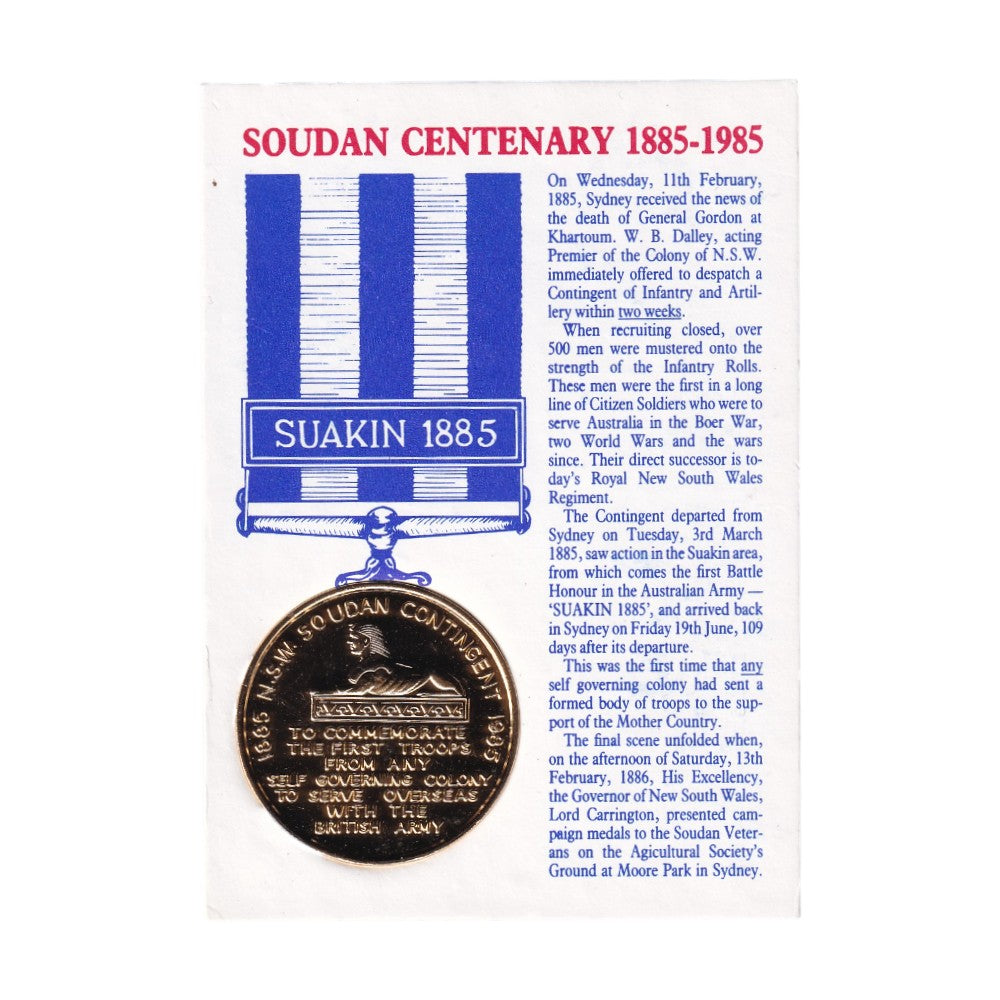 SOUDAN CENTENARY 1885-1985
SUAKIN 1885
1885 N.S.W. SOUDAN CONTINGENT 1985
TO COMMEMORATE
THE FIRST TROOPS
FROM ANY
SELF GOVERNING COLONY
TO SERVE OVERSEAS
WITH THE
BRITISH ARMY
On Wednesday, 11th February,
1885, Sydney received the news of
the death of General Gordon at
Khartoum. W. B. Dalley, acting
Premier of the Colony of N.S.W.
immediately offered to despatch a
Contingent of Infantry and Artil-
lery within two weeks.
When recruiting closed, over
500 men were mustered onto the
strength of the Infantry Rolls.
These men were the first in a long
line of Citizen Soldiers who were to
serve Australia in the Boer War,
two World Wars and the wars
since. Their direct successor is to-
day's Royal New South Wales
Regiment.
The Contingent departed from
Sydney on Tuesday, 3rd March
1885, saw action in the Suakin area,
from which comes the first Battle
Honour in the Australian Army —
'SUAKIN 1885', and arrived back
in Sydney on Friday 19th June, 109
days after its departure.
This was the first time that any
self governing colony had sent a
formed body of troops to the sup-
port of the Mother Country.
The final scene unfolded when,
on the afternoon of Saturday, 13th
February, 1886, His Excellency,
the Governor of New South Wales,
Lord Carrington, presented cam-
paign medals to the Soudan Veter-
ans on the Agicultural Society's
Ground at Moore Park in Sydney.